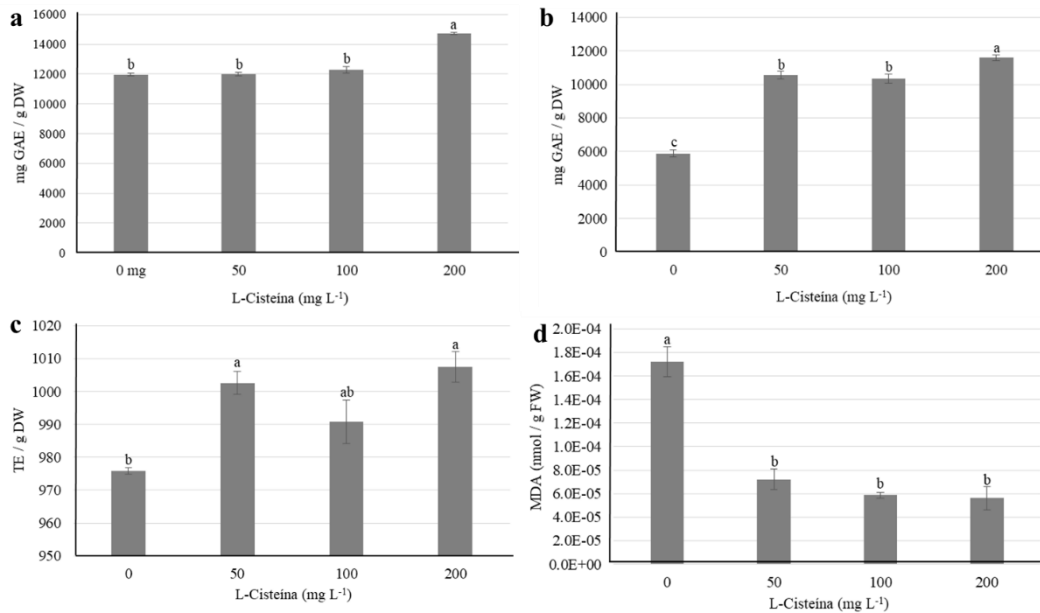 a
16000
14000
12000
10000
8000
6000
4000
2000
0
mg GAE / g DW
b
b
b
a
0 mg 50 100 200
L-Cisteína (mg L-1)
b
14000
12000
10000
8000
6000
4000
2000
0
mg GAE / g DW
c
b
b
a
0 50 100 200
L-Cisteína (mg L-1)
c
1020
1010
1000
990
980
970
960
950
TE / g DW
b
a
ab
a
0 50 100 200
L-Cisteína (mg L-1)
d
2.0E-04
1.8E-04
1.6E-04
1.4E-04
1.2E-04
1.0E-04
8.0E-05
6.0E-05
4.0E-05
2.0E-05
0.0E+00
MDA (nmol / g FW)
a
b
b
b
0 50 100 200
L-Cisteína (mg L-1)